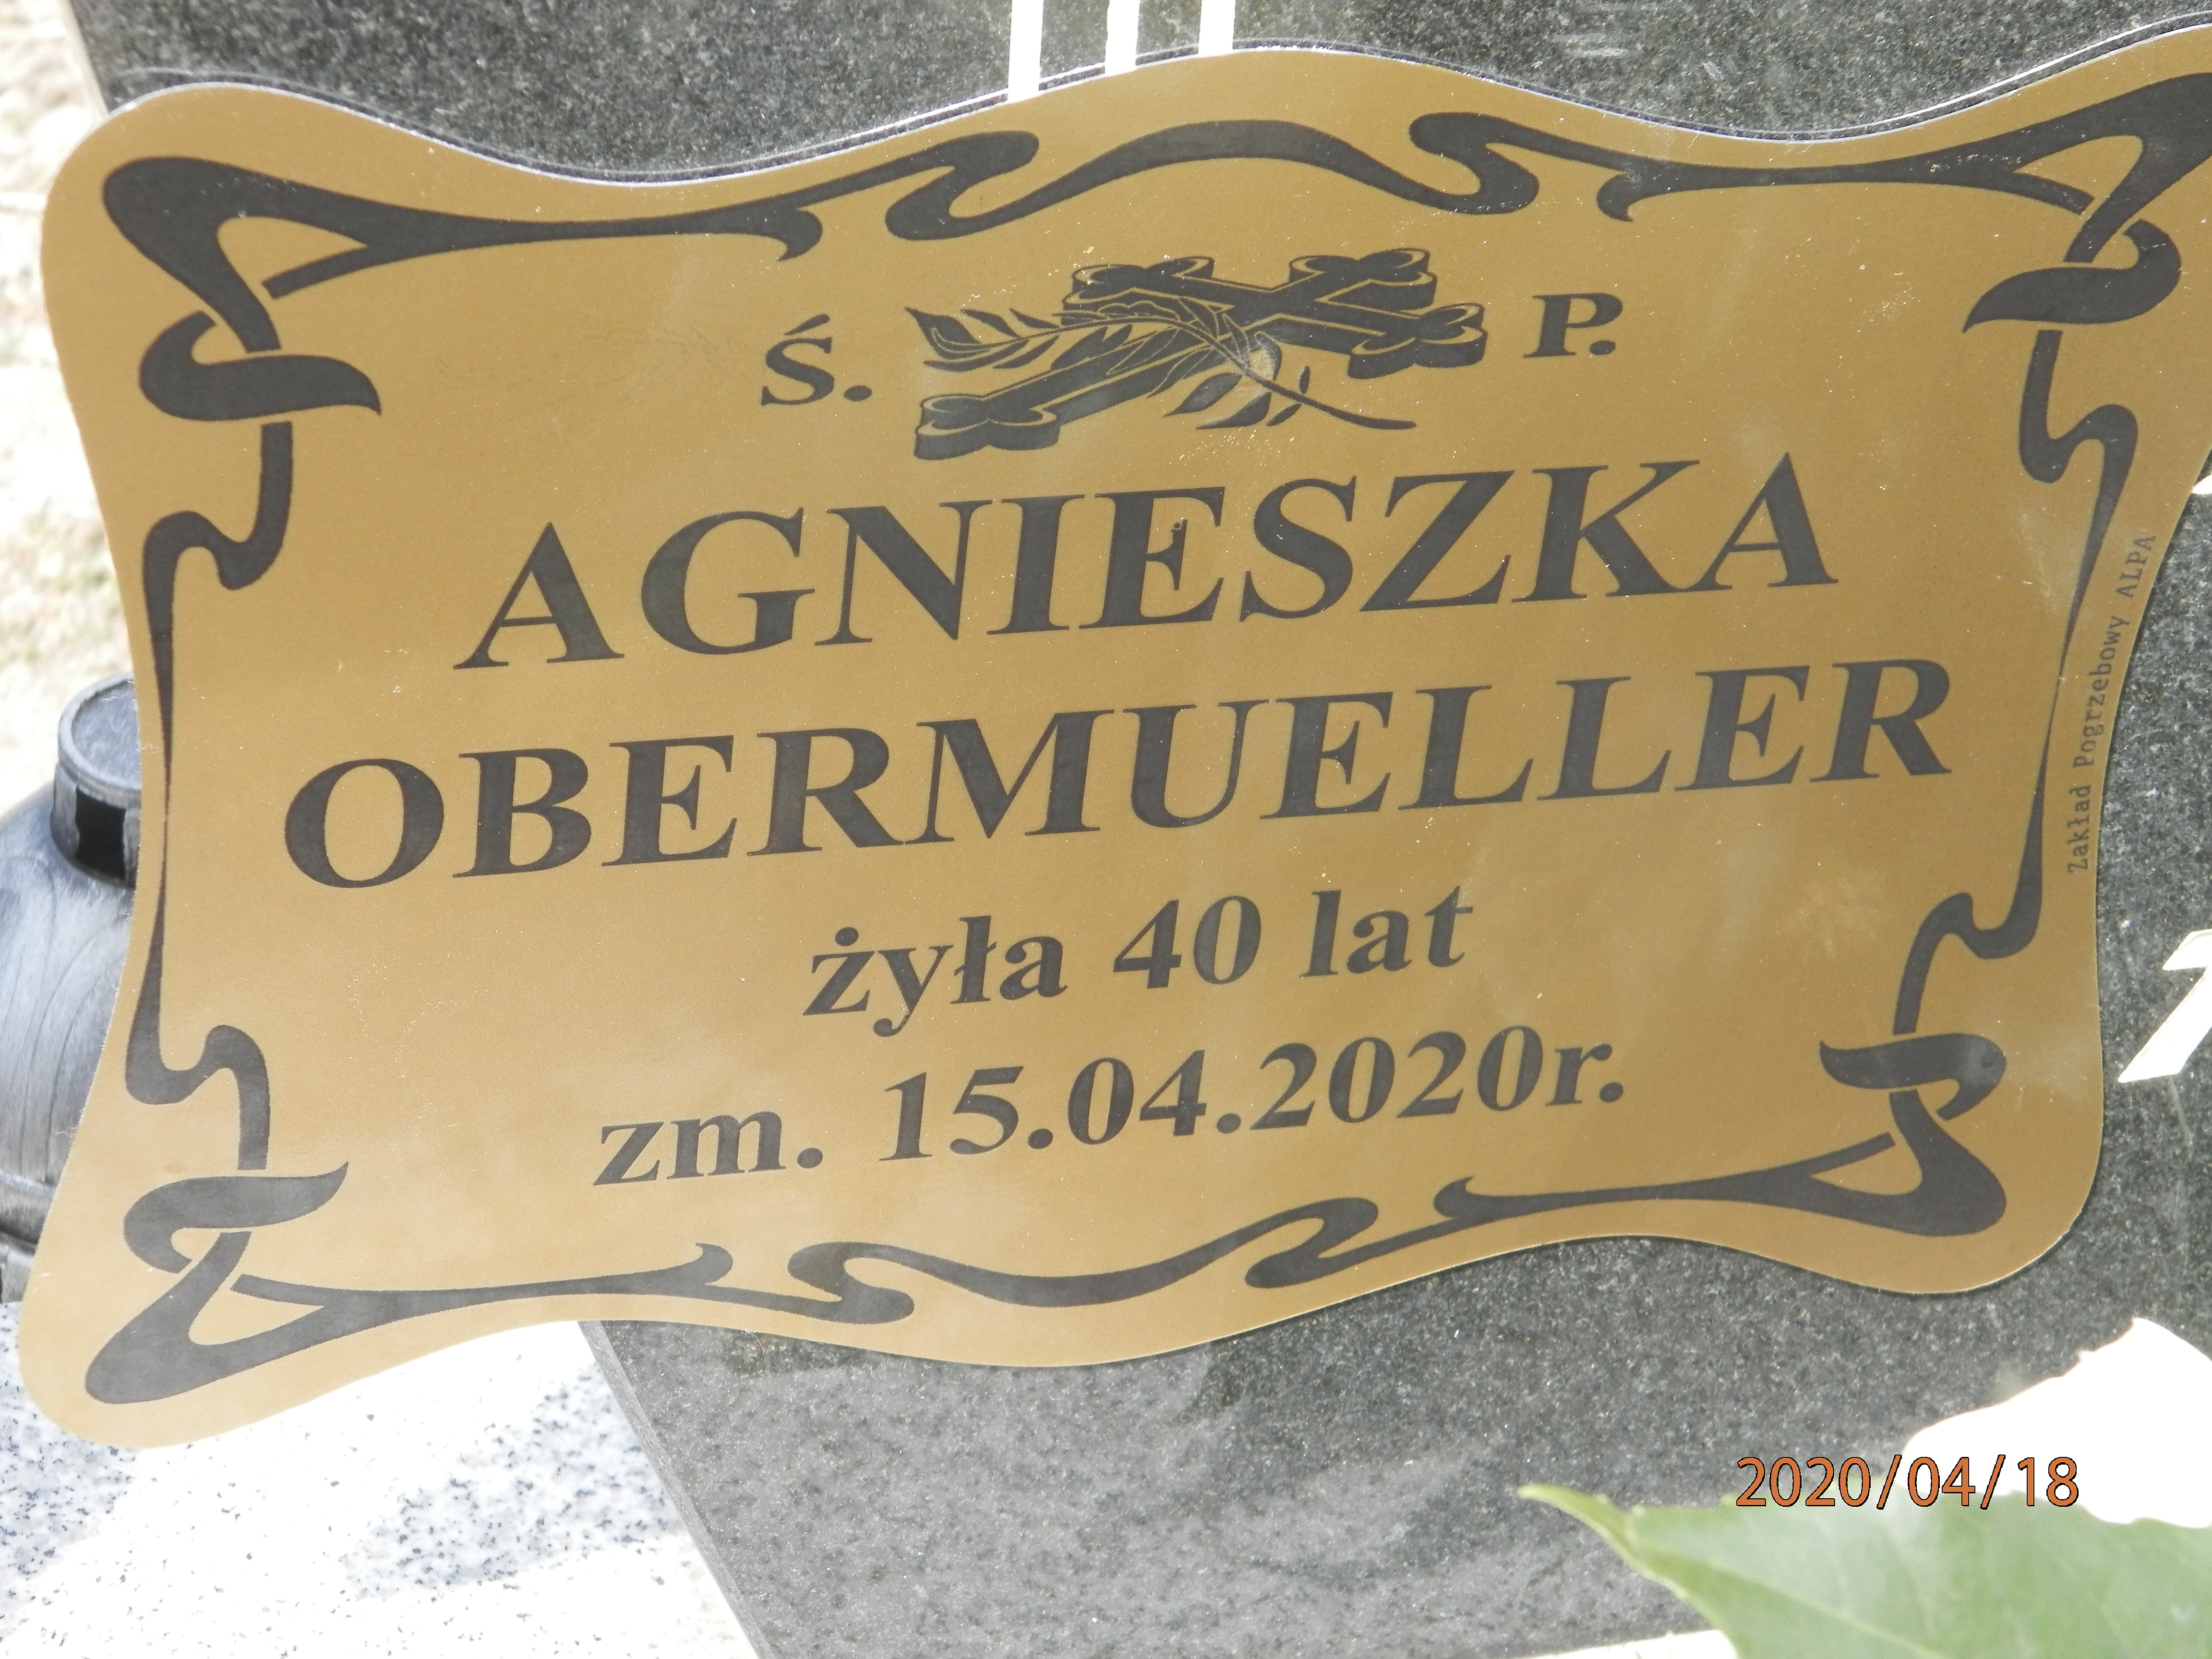 Ś. P.
AGNIESZKA
OBERMUELLER
żyła 40 lat
zm. 15.04.2020r.
Zakład Pogrzebowy ALPA
2020/04/18